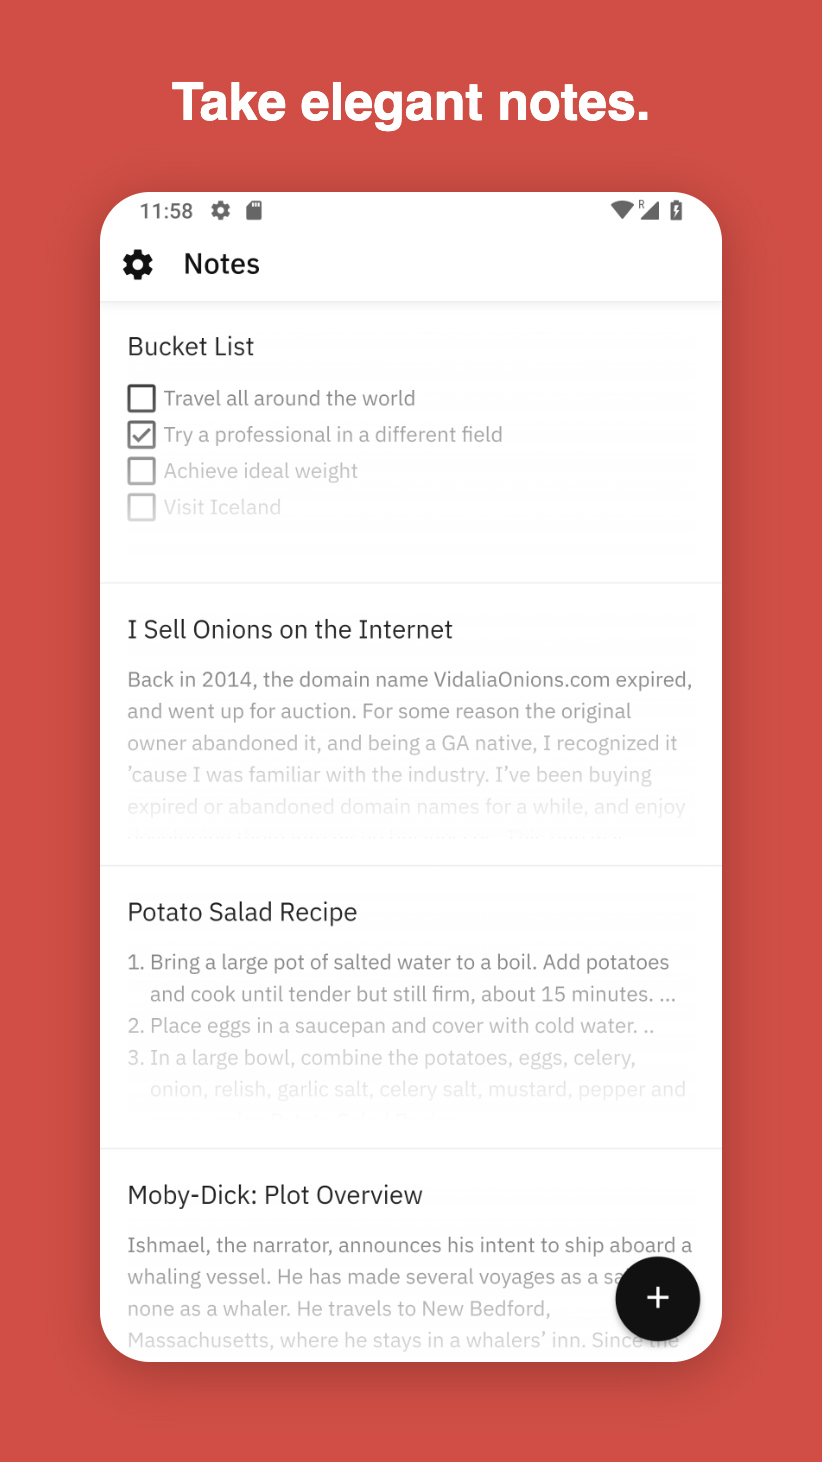 Take elegant notes.
11:58
R
Notes
Bucket List
Travel all around the world
Try a professional in a different field
Achieve ideal weight
Visit Iceland
I Sell Onions on the Internet
Back in 2014, the domain name VidaliaOnions.com expired,
and went up for auction. For some reason the original
owner abandoned it, and being a GA native, I recognized it
’cause I was familiar with the industry. I’ve been buying
expired or abandoned domain names for a while, and enjoy
Potato Salad Recipe
1. Bring a large pot of salted water to a boil. Add potatoes
and cook until tender but still firm, about 15 minutes. ...
2. Place eggs in a saucepan and cover with cold water. ..
3. In a large bowl, combine the potatoes, eggs, celery,
onion, relish, garlic salt, celery salt, mustard, pepper and
Moby-Dick: Plot Overview
Ishmael, the narrator, announces his intent to ship aboard a
whaling vessel. He has made several voyages as a
none as a whaler. He travels to New Bedford,
Massachusetts, where he stays in a whalers’ inn. Since the